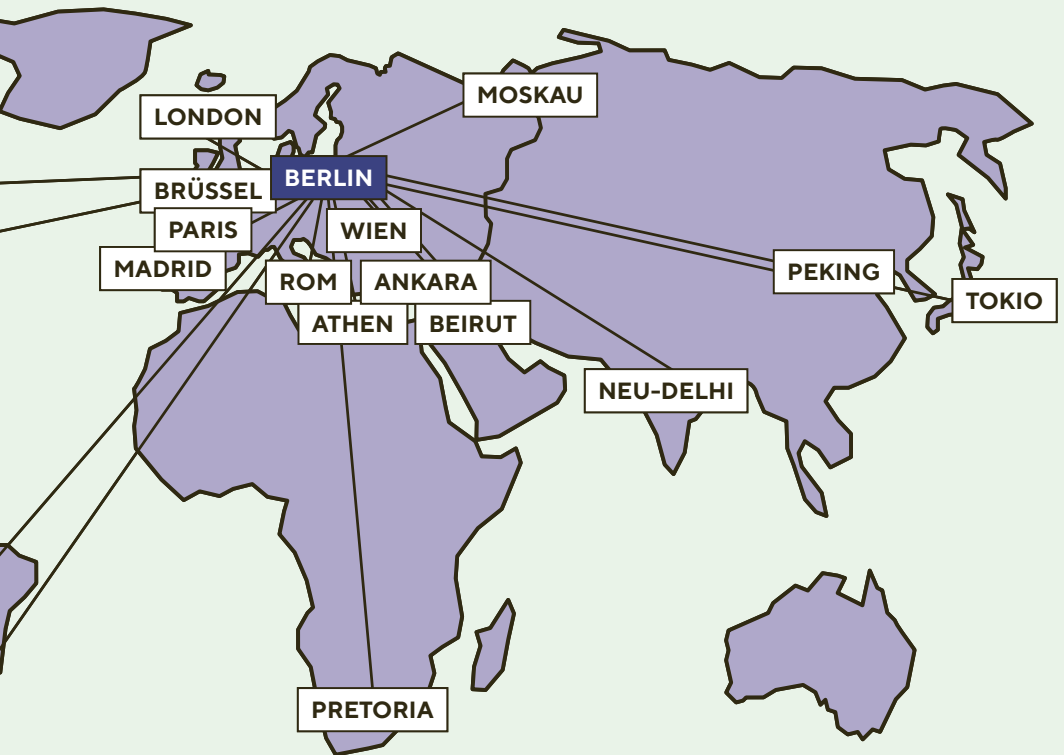 MOSKAU
LONDON
BERLIN
BRÜSSEL
PARIS
WIEN
MADRID
PEKING
ROM
ANKARA
TOKIO
ATHEN
BEIRUT
NEU-DELHI
PRETORIA